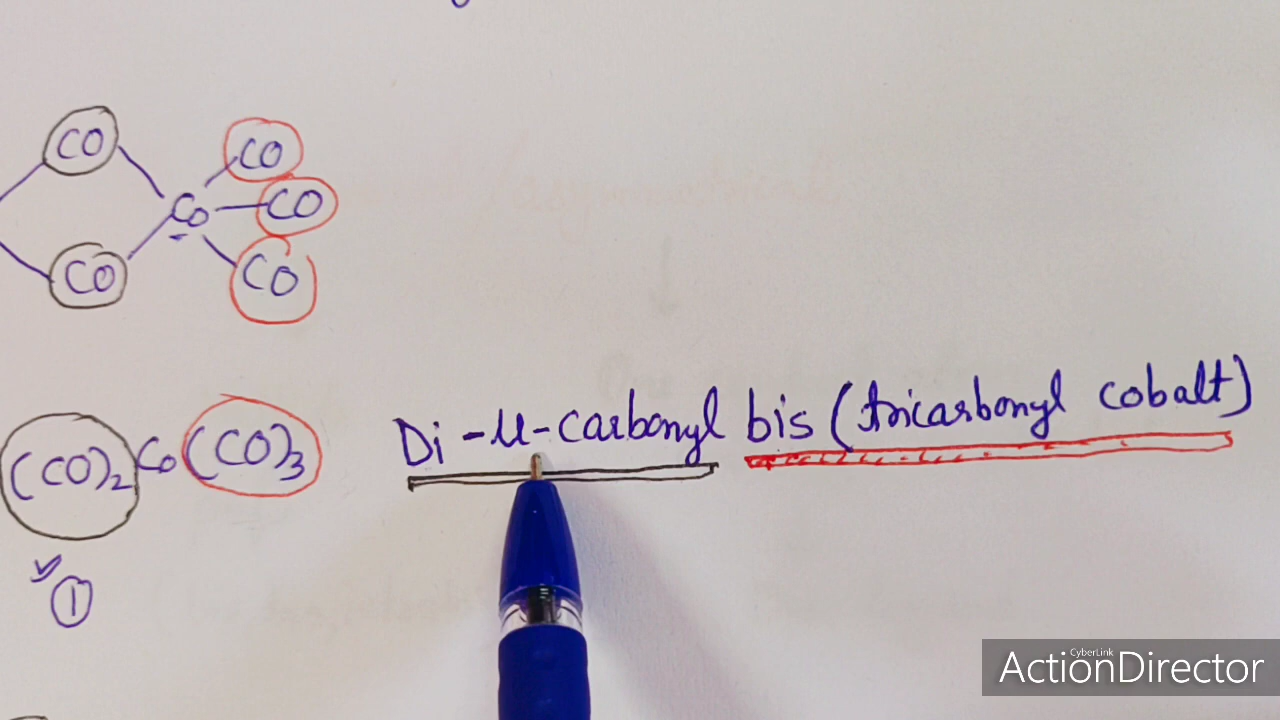 CO CO
Co CO
CO CO
(CO)₂ Co (CO)₃ Di-μ-carbonyl bis (tricarbonyl cobalt)
1
CyberLink
ActionDirector